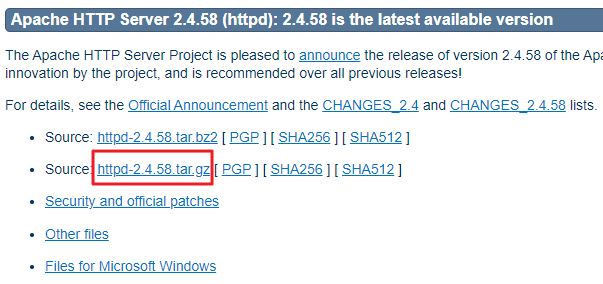 Apache HTTP Server 2.4.58 (httpd): 2.4.58 is the latest available version
The Apache HTTP Server Project is pleased to announce the release of version 2.4.58 of the Apa
innovation by the project, and is recommended over all previous releases!
For details, see the Official Announcement and the CHANGES_2.4 and CHANGES_2.4.58 lists.
• Source: httpd-2.4.58.tar.bz2 [ PGP ] [ SHA256 ] [ SHA512 ]
• Source: httpd-2.4.58.tar.gz [ PGP ] [ SHA256 ] [ SHA512 ]
• Security and official patches
• Other files
• Files for Microsoft Windows